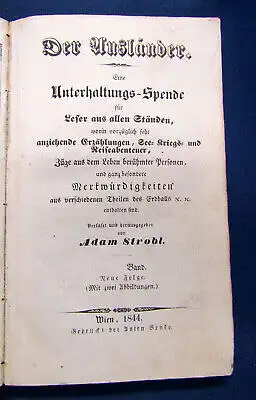 Der Ausländer.
Eine
Unterhaltungs-Spende
für
Leser aus allen Ständen,
worin vorzüglich sehr
anziehende Erzählungen, See- Kriegs- und
Reiseabenteuer,
Züge aus dem Leben berühmter Personen,
und ganz besondere
Merkwürdigkeiten
aus verschiedenen Theilen des Erdballs ꝛc. ꝛc.
enthalten sind.
Verfaßt und herausgegeben
von
Adam Strobl.
Band.
Neue Folge.
(Mit zwei Abbildungen.)
Wien, 1844.
Gedruckt bei Anton Benko.